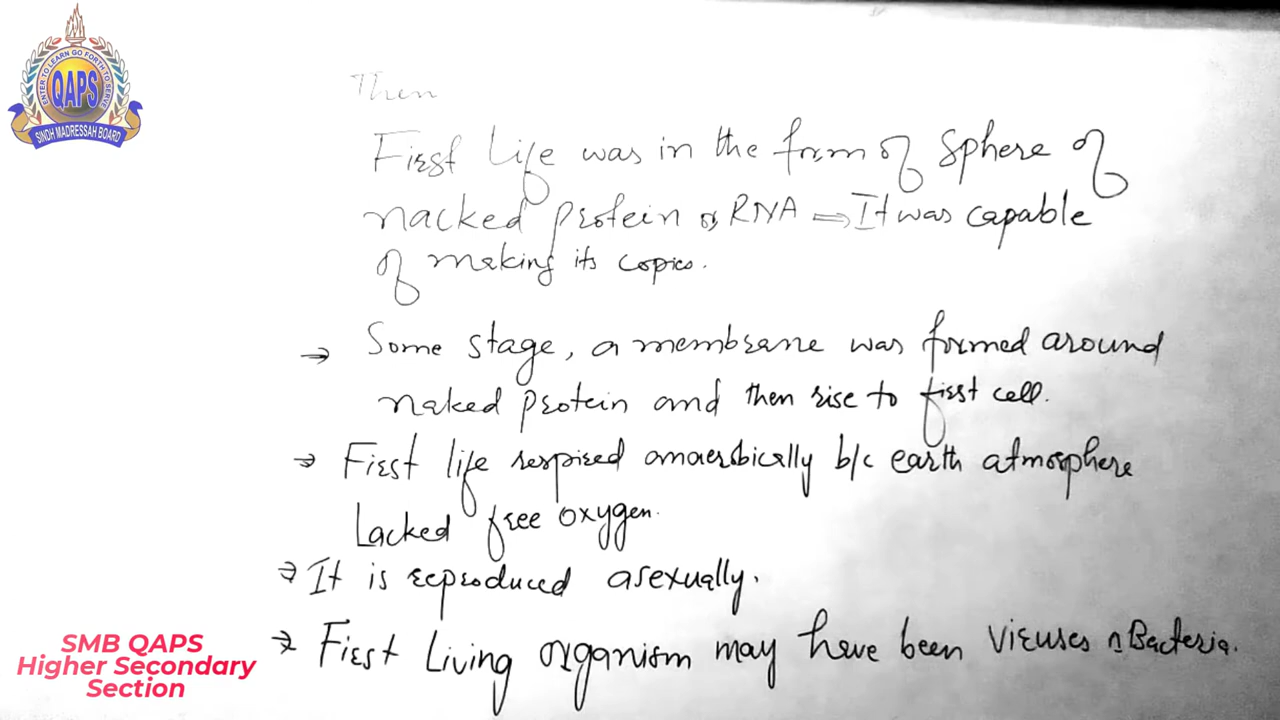 ENTER TO LEARN GO FORTH TO SERVE
QAPS
SINDH MADRESSAH BOARD
Then
First Life was in the form of sphere of
nacked protein or RNA ⇒ It was capable
of making its copies.
→ Some stage, a membrane was formed around
naked protein and then rise to first cell.
→ First life respired anaerobically b/c earth atmosphere
Lacked free oxygen.
→ It is reproduced asexually.
→ First Living organism may have been Viruses Bacteria.
SMB QAPS
Higher Secondary
Section